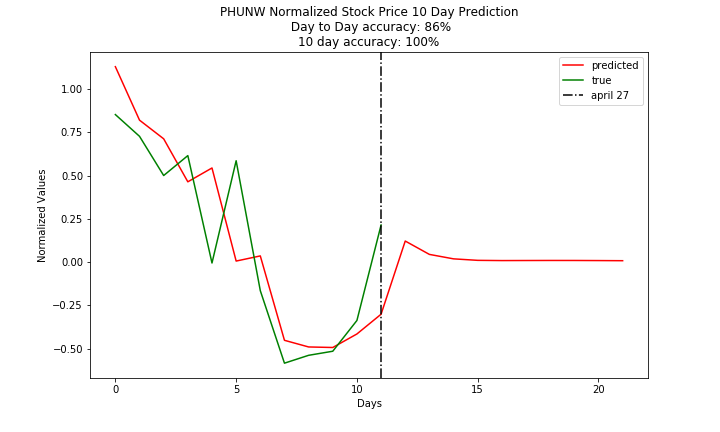 PHUNW Normalized Stock Price 10 Day Prediction
Day to Day accuracy: 86%
10 day accuracy: 100%
predicted
true
april 27
1.00
0.75
0.50
0.25
0.00
−0.25
−0.50
Normalized Values
0
5
10
15
20
Days